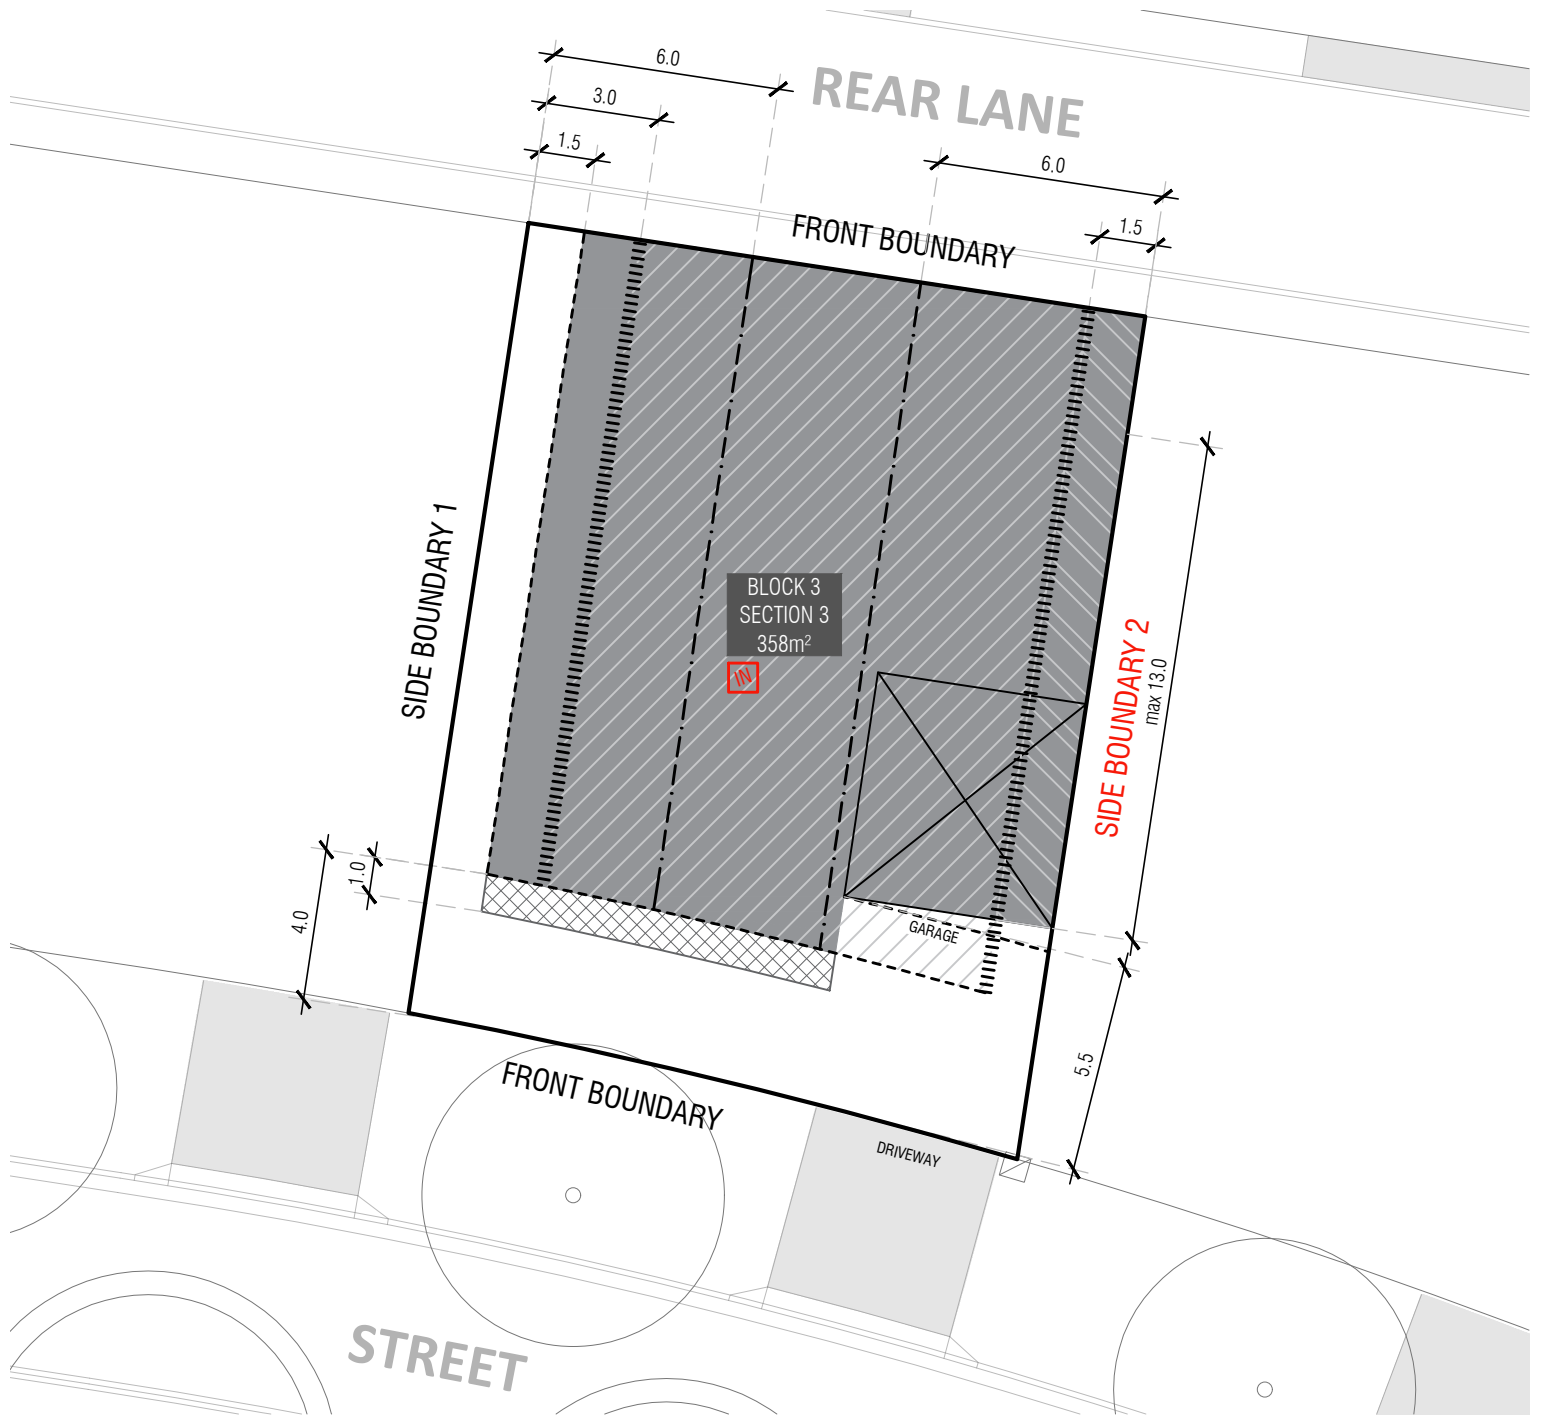 6.0
REAR LANE
3.0
1.5
6.0
FRONT BOUNDARY
1.5
SIDE BOUNDARY 1
BLOCK 3
SECTION 3
358m²
IN
SIDE BOUNDARY 2
max 13.0
1.0
4.0
GARAGE
5.5
FRONT BOUNDARY
DRIVEWAY
STREET